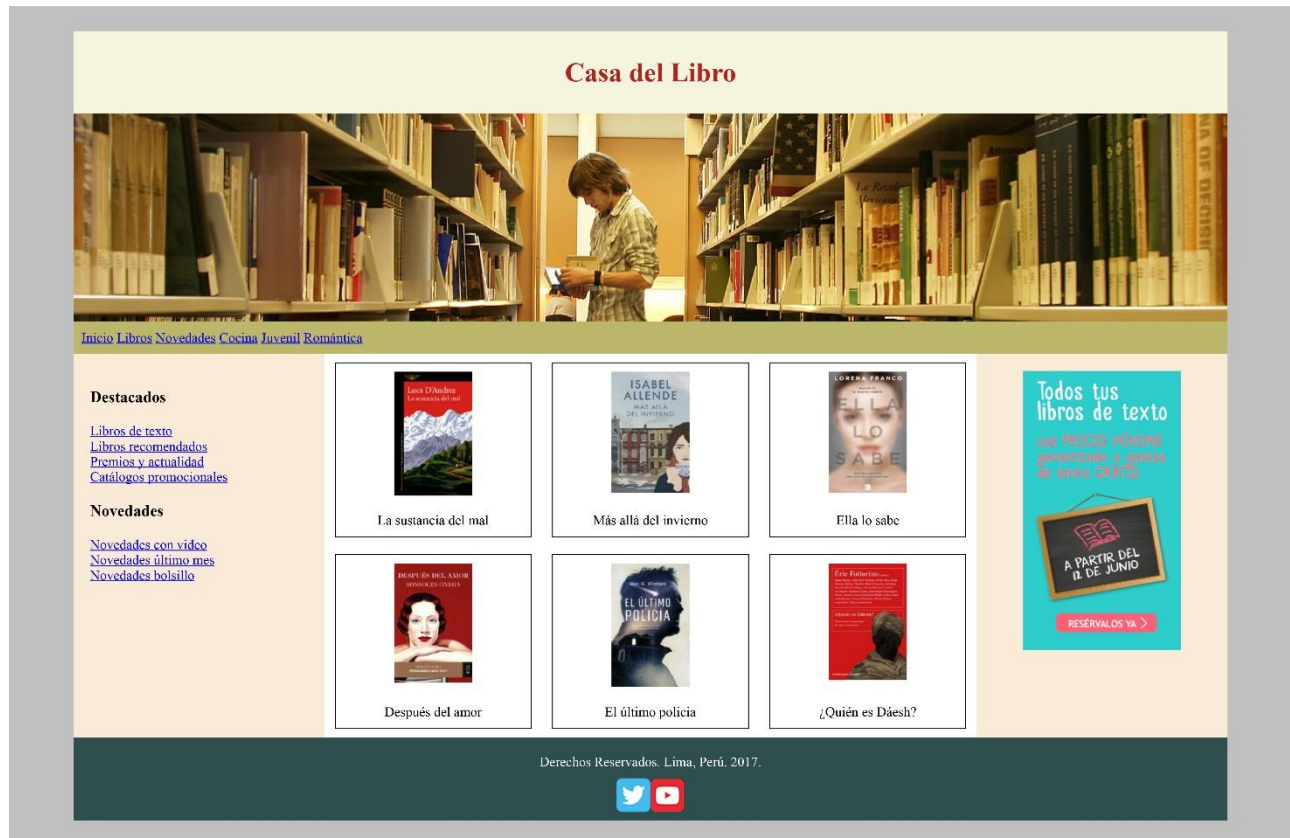 Casa del Libro
Inicio Libros Novedades Cocina Juvenil Romántica
Destacados
Libros de texto
Libros recomendados
Premios y actualidad
Catálogos promocionales
Novedades
Novedades con video
Novedades último mes
Novedades bolsillo
Luca D'Andrea
La sustancia del mal
La sustancia del mal
ISABEL
ALLENDE
MÁS ALLÁ
DEL INVIERNO
Más allá del invierno
LORENA FRANCO
ELLA
LO
SABE
Ella lo sabe
DESPUÉS DEL AMOR
SONSOLES ÓNEGA
Después del amor
EL ÚLTIMO
POLICÍA
El último policia
Eric Fottorino
¿Quién es Dáesh?
¿Quién es Dáesh?
Todos tus
libros de texto
con PRECIO MÍNIMO
garantizado y gastos
de envío GRATIS
A PARTIR DEL
12 DE JUNIO
RESÉRVALOS YA
Derechos Reservados. Lima, Perú. 2017.